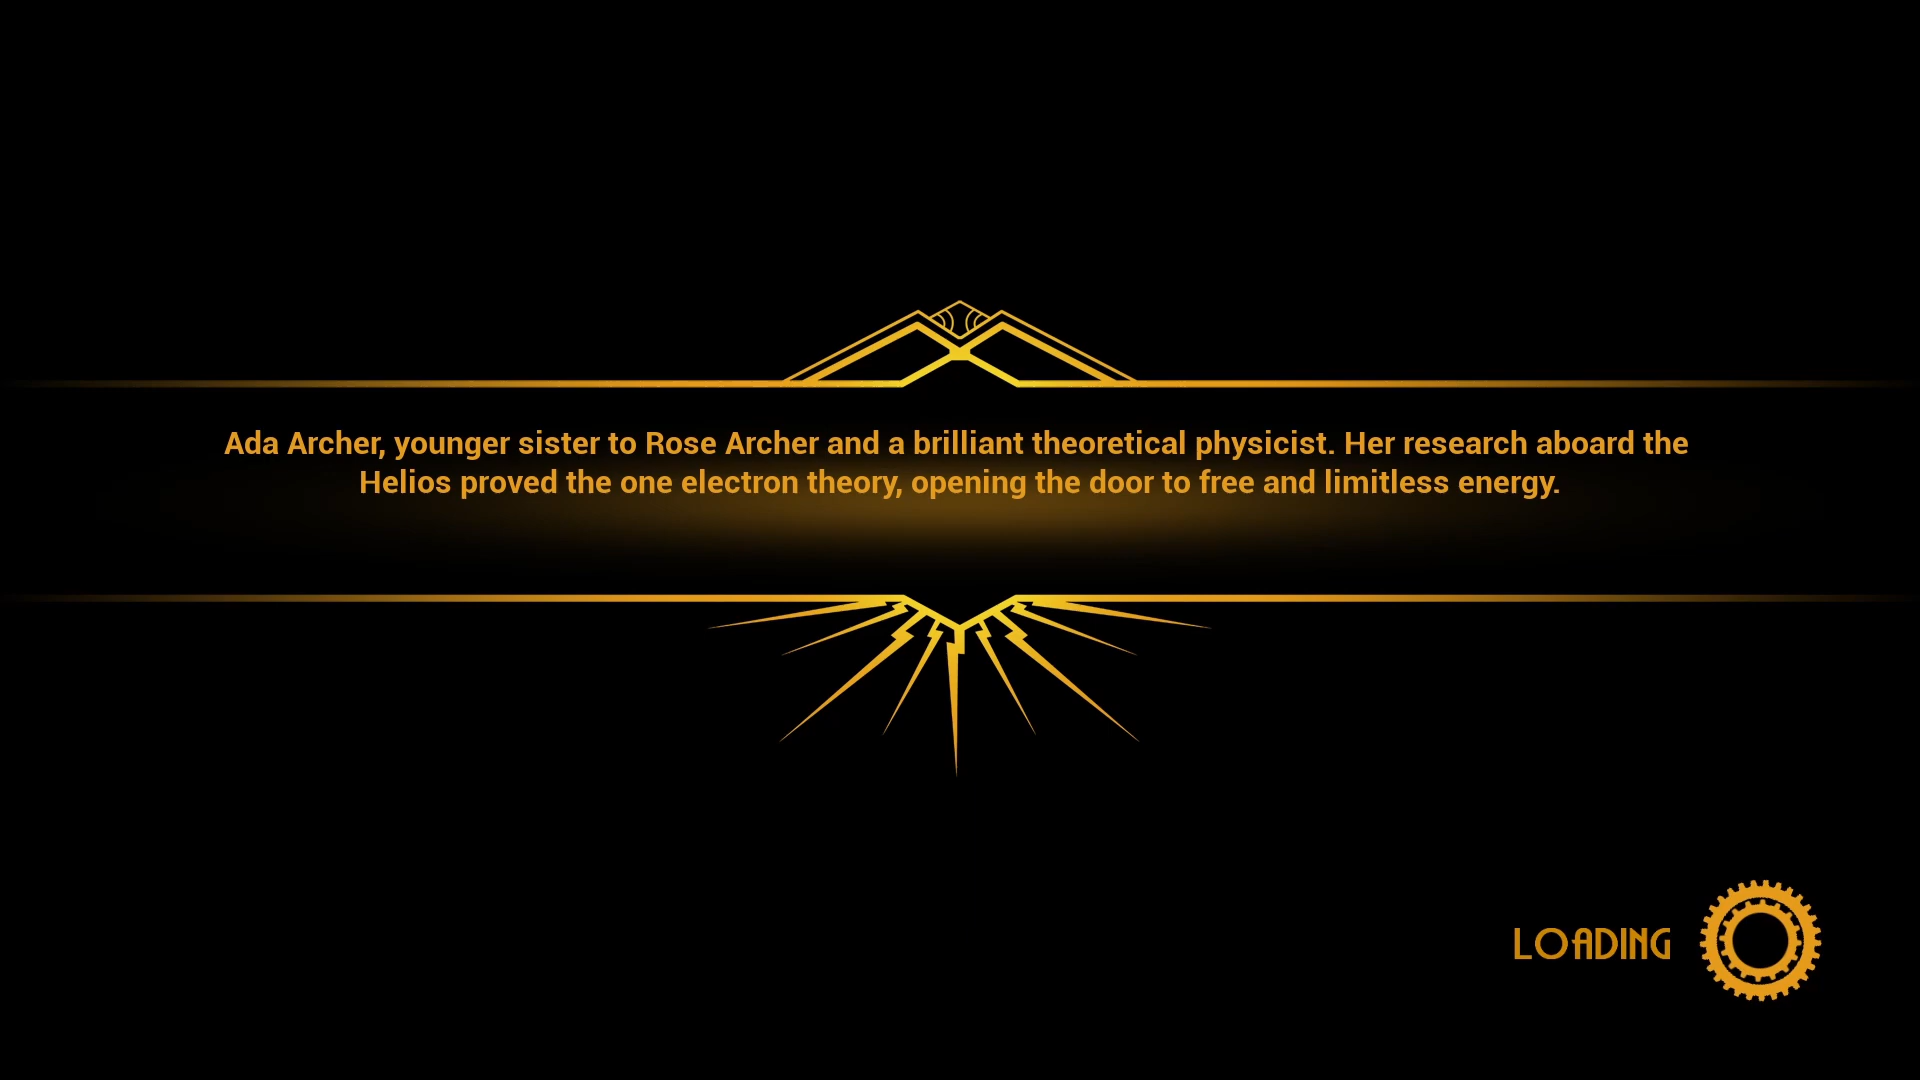 Ada Archer, younger sister to Rose Archer and a brilliant theoretical physicist. Her research aboard the
Helios proved the one electron theory, opening the door to free and limitless energy.
LOADING